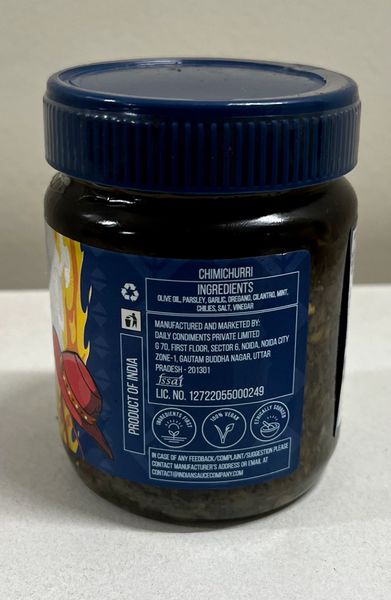 CHIMICHURRI
INGREDIENTS
OLIVE OIL, PARSLEY, GARLIC, OREGANO, CILANTRO, MINT,
CHILIES, SALT, VINEGAR
MANUFACTURED AND MARKETED BY:
DAILY CONDIMENTS PRIVATE LIMITED
G 70, FIRST FLOOR, SECTOR 6, NOIDA, NOIDA CITY
ZONE-1, GAUTAM BUDDHA NAGAR, UTTAR
PRADESH - 201301
fssai
LIC. NO. 12722055000249
PRODUCT OF INDIA
INGREDIENTS FIRST
100% VEGAN
LOCALLY SOURCED
IN CASE OF ANY FEEDBACK/COMPLAINT/SUGGESTION PLEASE
CONTACT MANUFACTURER'S ADDRESS OR EMAIL AT
CONTACT@INDIANSAUCECOMPANY.COM